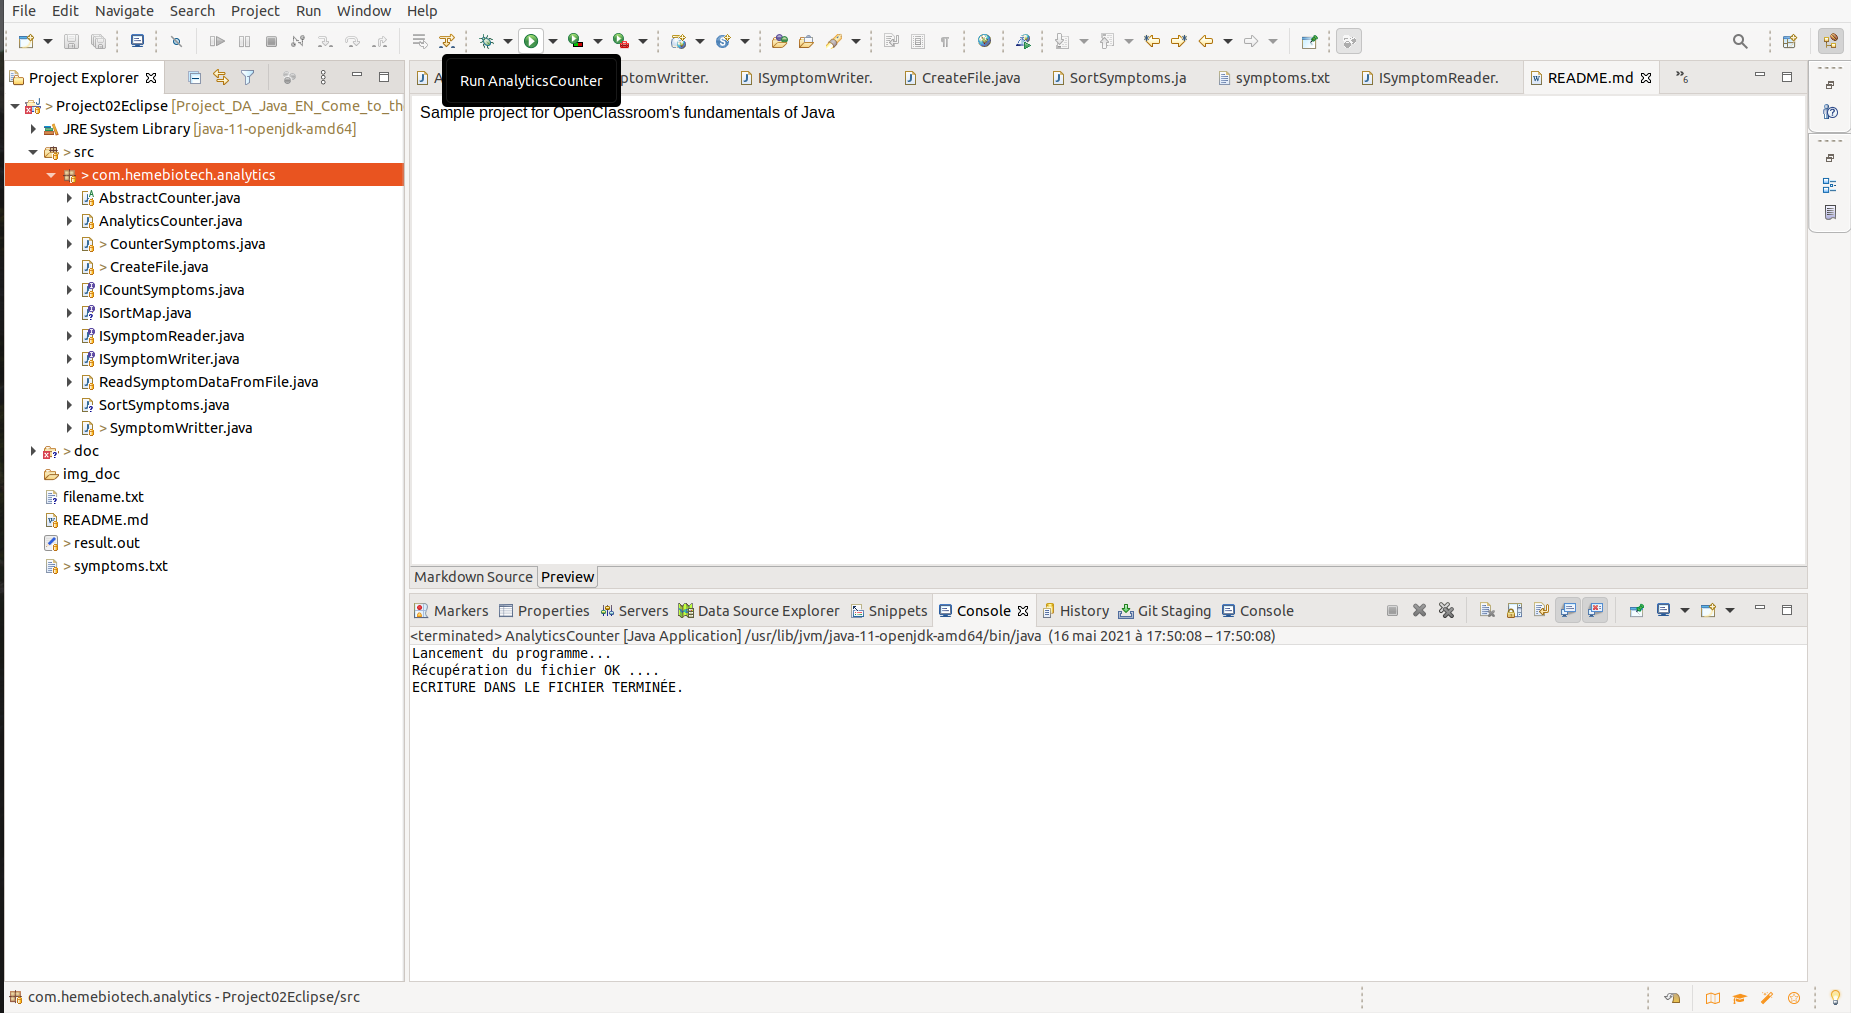 File Edit Navigate Search Project Run Window Help
Project Explorer
Run AnalyticsCounter
ptomWritter.
ISymptomWriter.
CreateFile.java
SortSymptoms.ja
symptoms.txt
ISymptomReader.
README.md
»6
> Project02Eclipse [Project_DA_Java_EN_Come_to_th
JRE System Library [java-11-openjdk-amd64]
> src
> com.hemebiotech.analytics
AbstractCounter.java
AnalyticsCounter.java
> CounterSymptoms.java
> CreateFile.java
ICountSymptoms.java
ISortMap.java
ISymptomReader.java
ISymptomWriter.java
ReadSymptomDataFromFile.java
SortSymptoms.java
> SymptomWritter.java
> doc
img_doc
filename.txt
README.md
> result.out
> symptoms.txt
Sample project for OpenClassroom's fundamentals of Java
Markdown Source Preview
Markers Properties Servers Data Source Explorer Snippets Console History Git Staging Console
<terminated> AnalyticsCounter [Java Application] /usr/lib/jvm/java-11-openjdk-amd64/bin/java (16 mai 2021 à 17:50:08 – 17:50:08)
Lancement du programme...
Récupération du fichier OK ....
ECRITURE DANS LE FICHIER TERMINÉE.
com.hemebiotech.analytics - Project02Eclipse/src